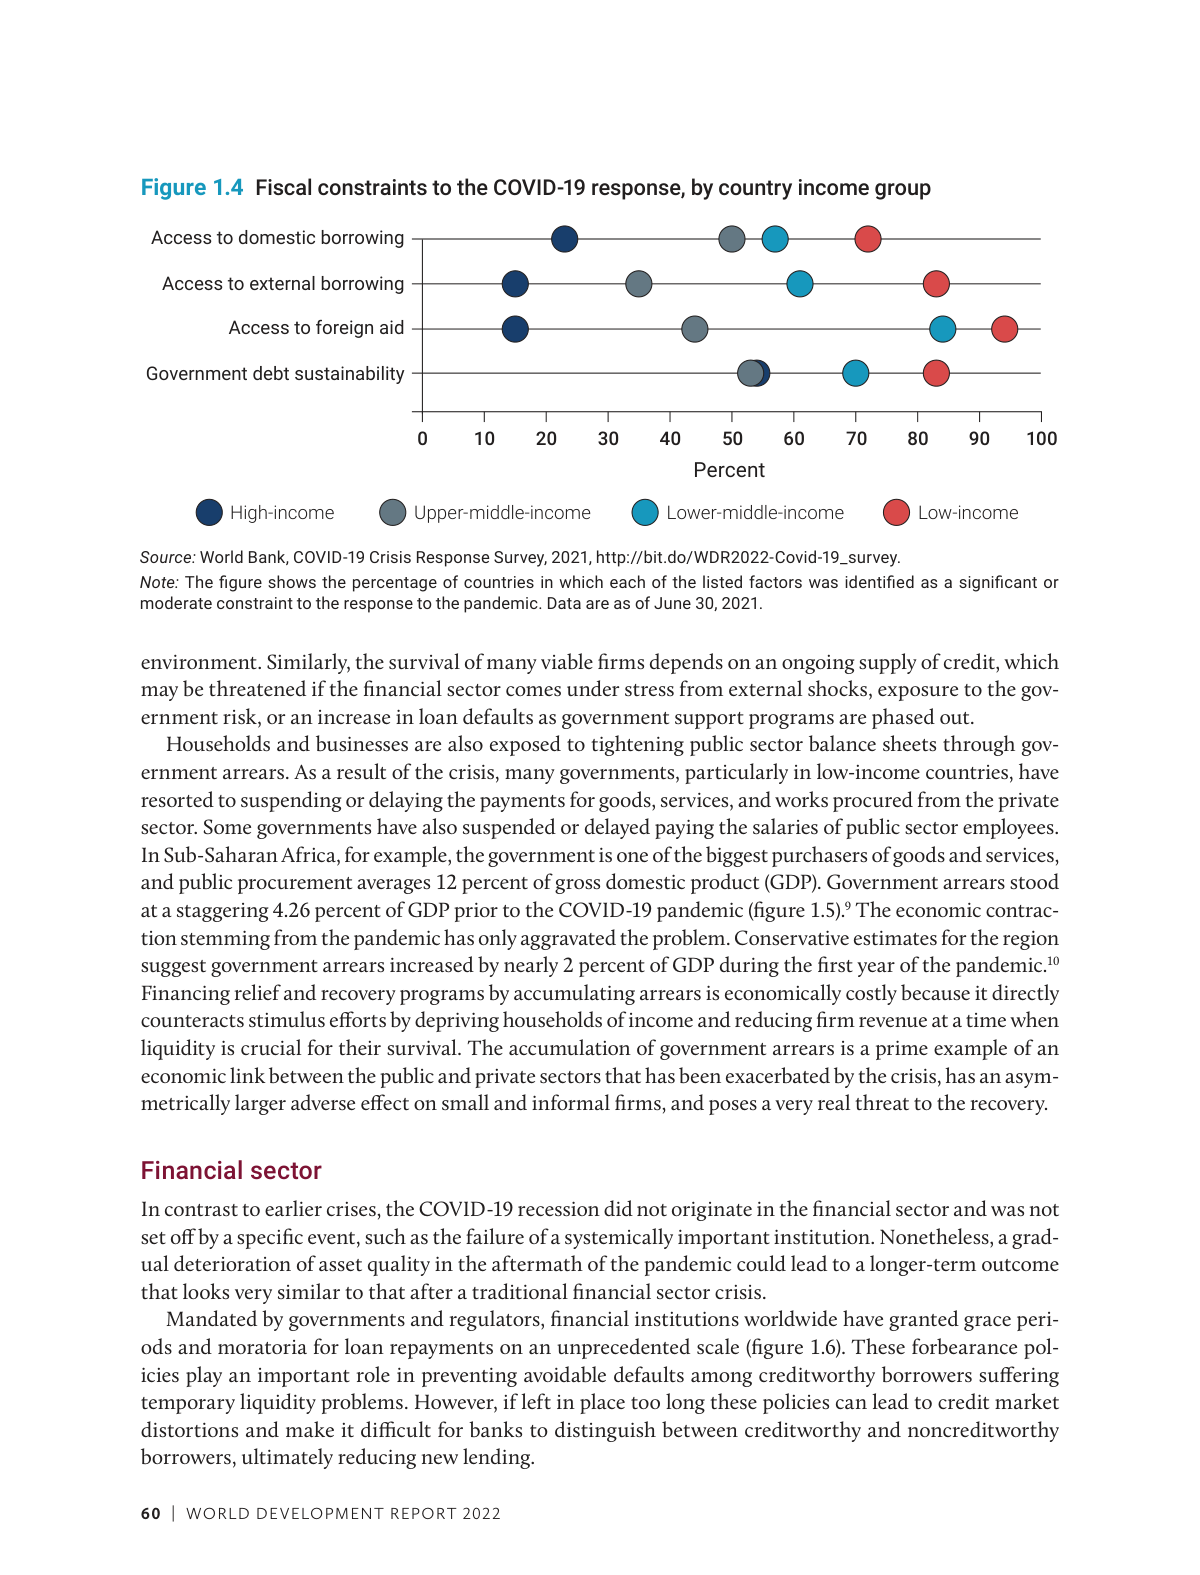 Figure 1.4 Fiscal constraints to the COVID-19 response, by country income group
Access to domestic borrowing
Access to external borrowing
Access to foreign aid
Government debt sustainability
0 10 20 30 40 50 60 70 80 90 100
Percent
High-income Upper-middle-income Lower-middle-income Low-income
Source: World Bank, COVID-19 Crisis Response Survey, 2021, http://bit.do/WDR2022-Covid-19_survey.
Note: The figure shows the percentage of countries in which each of the listed factors was identified as a significant or
moderate constraint to the response to the pandemic. Data are as of June 30, 2021.
environment. Similarly, the survival of many viable firms depends on an ongoing supply of credit, which
may be threatened if the financial sector comes under stress from external shocks, exposure to the gov-
ernment risk, or an increase in loan defaults as government support programs are phased out.
Households and businesses are also exposed to tightening public sector balance sheets through gov-
ernment arrears. As a result of the crisis, many governments, particularly in low-income countries, have
resorted to suspending or delaying the payments for goods, services, and works procured from the private
sector. Some governments have also suspended or delayed paying the salaries of public sector employees.
In Sub-Saharan Africa, for example, the government is one of the biggest purchasers of goods and services,
and public procurement averages 12 percent of gross domestic product (GDP). Government arrears stood
at a staggering 4.26 percent of GDP prior to the COVID-19 pandemic (figure 1.5).⁹ The economic contrac-
tion stemming from the pandemic has only aggravated the problem. Conservative estimates for the region
suggest government arrears increased by nearly 2 percent of GDP during the first year of the pandemic.¹⁰
Financing relief and recovery programs by accumulating arrears is economically costly because it directly
counteracts stimulus efforts by depriving households of income and reducing firm revenue at a time when
liquidity is crucial for their survival. The accumulation of government arrears is a prime example of an
economic link between the public and private sectors that has been exacerbated by the crisis, has an asym-
metrically larger adverse effect on small and informal firms, and poses a very real threat to the recovery.
Financial sector
In contrast to earlier crises, the COVID-19 recession did not originate in the financial sector and was not
set off by a specific event, such as the failure of a systemically important institution. Nonetheless, a grad-
ual deterioration of asset quality in the aftermath of the pandemic could lead to a longer-term outcome
that looks very similar to that after a traditional financial sector crisis.
Mandated by governments and regulators, financial institutions worldwide have granted grace peri-
ods and moratoria for loan repayments on an unprecedented scale (figure 1.6). These forbearance pol-
icies play an important role in preventing avoidable defaults among creditworthy borrowers suffering
temporary liquidity problems. However, if left in place too long these policies can lead to credit market
distortions and make it difficult for banks to distinguish between creditworthy and noncreditworthy
borrowers, ultimately reducing new lending.
60 | WORLD DEVELOPMENT REPORT 2022